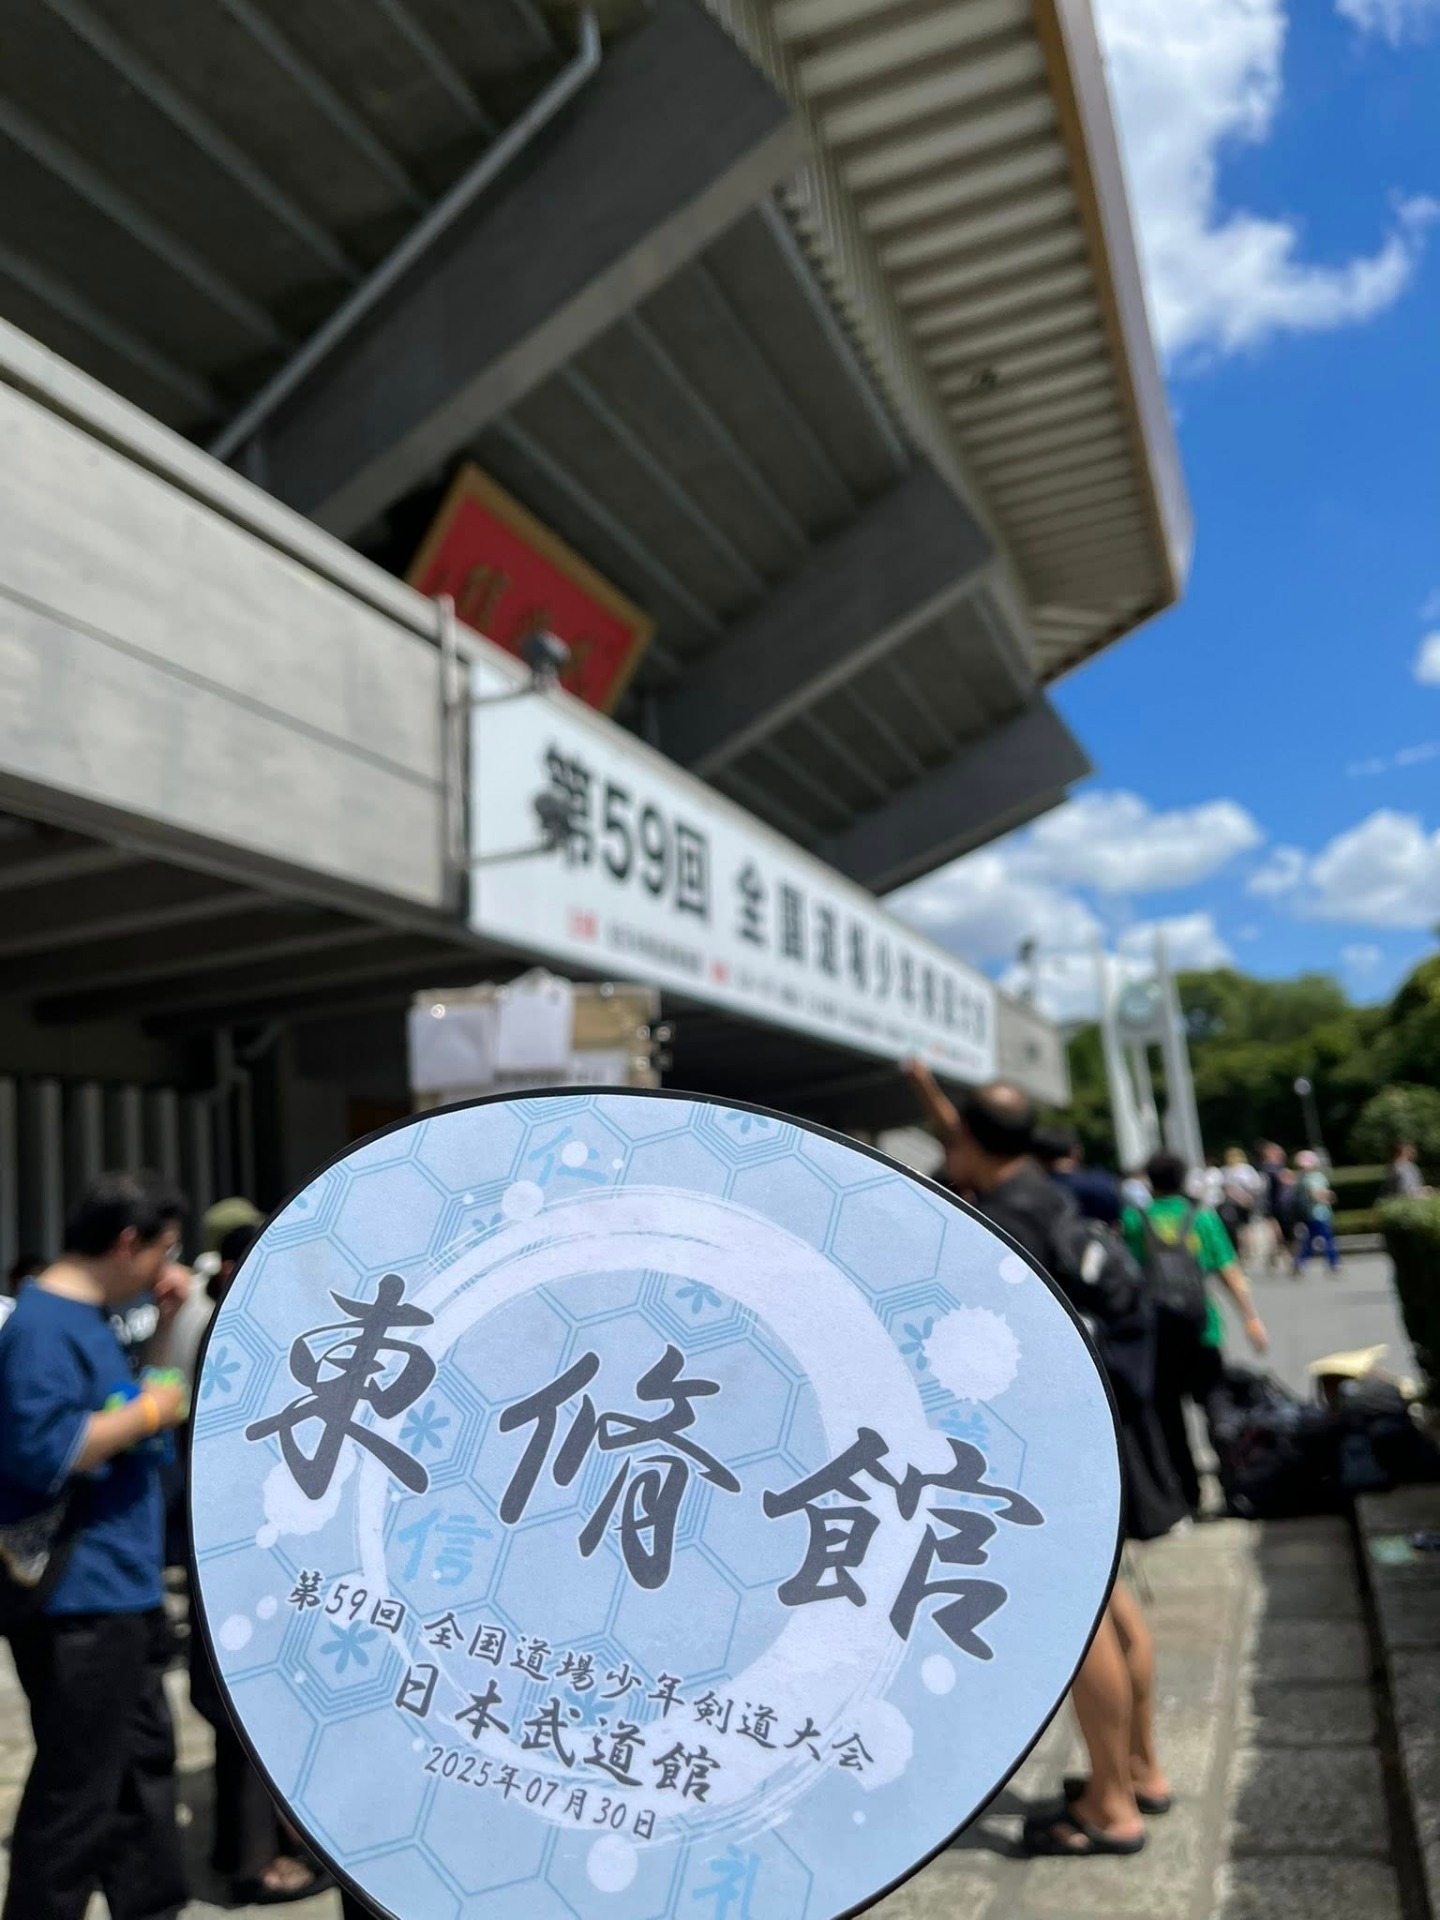 第59回 全国道場少年剣道大会
仁
東脩館
信
第59回 全国道場少年剣道大会
日本武道館
2025年07月30日
礼